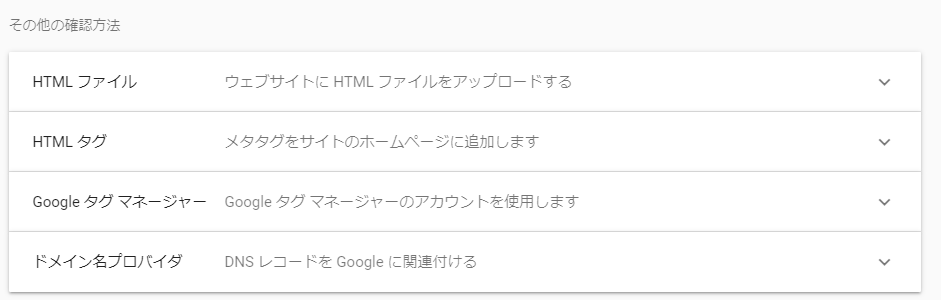 その他の確認方法
HTML ファイル ウェブサイトに HTML ファイルをアップロードする
HTML タグ メタタグをサイトのホームページに追加します
Google タグ マネージャー Google タグ マネージャーのアカウントを使用します
ドメイン名プロバイダ DNS レコードを Google に関連付ける